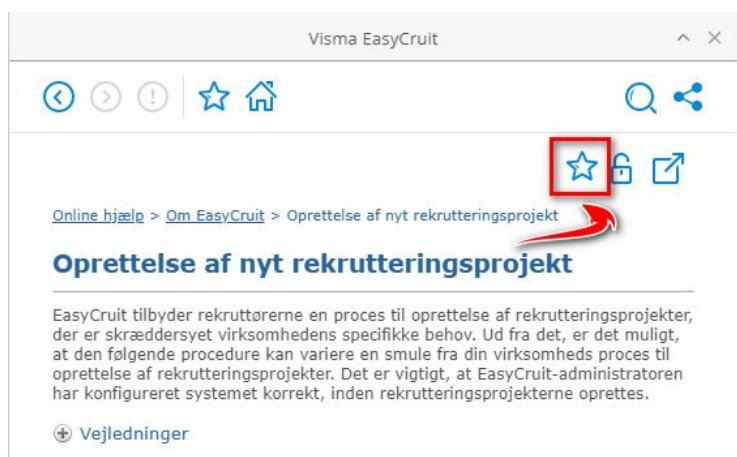 Visma EasyCruit
Online hjælp > Om EasyCruit > Oprettelse af nyt rekrutteringsprojekt
Oprettelse af nyt rekrutteringsprojekt
EasyCruit tilbyder rekruttørerne en proces til oprettelse af rekrutteringsprojekter,
der er skræddersyet virksomhedens specifikke behov. Ud fra det, er det muligt,
at den følgende procedure kan variere en smule fra din virksomheds proces til
oprettelse af rekrutteringsprojekter. Det er vigtigt, at EasyCruit-administratoren
har konfigureret systemet korrekt, inden rekrutteringsprojekterne oprettes.
Vejledninger